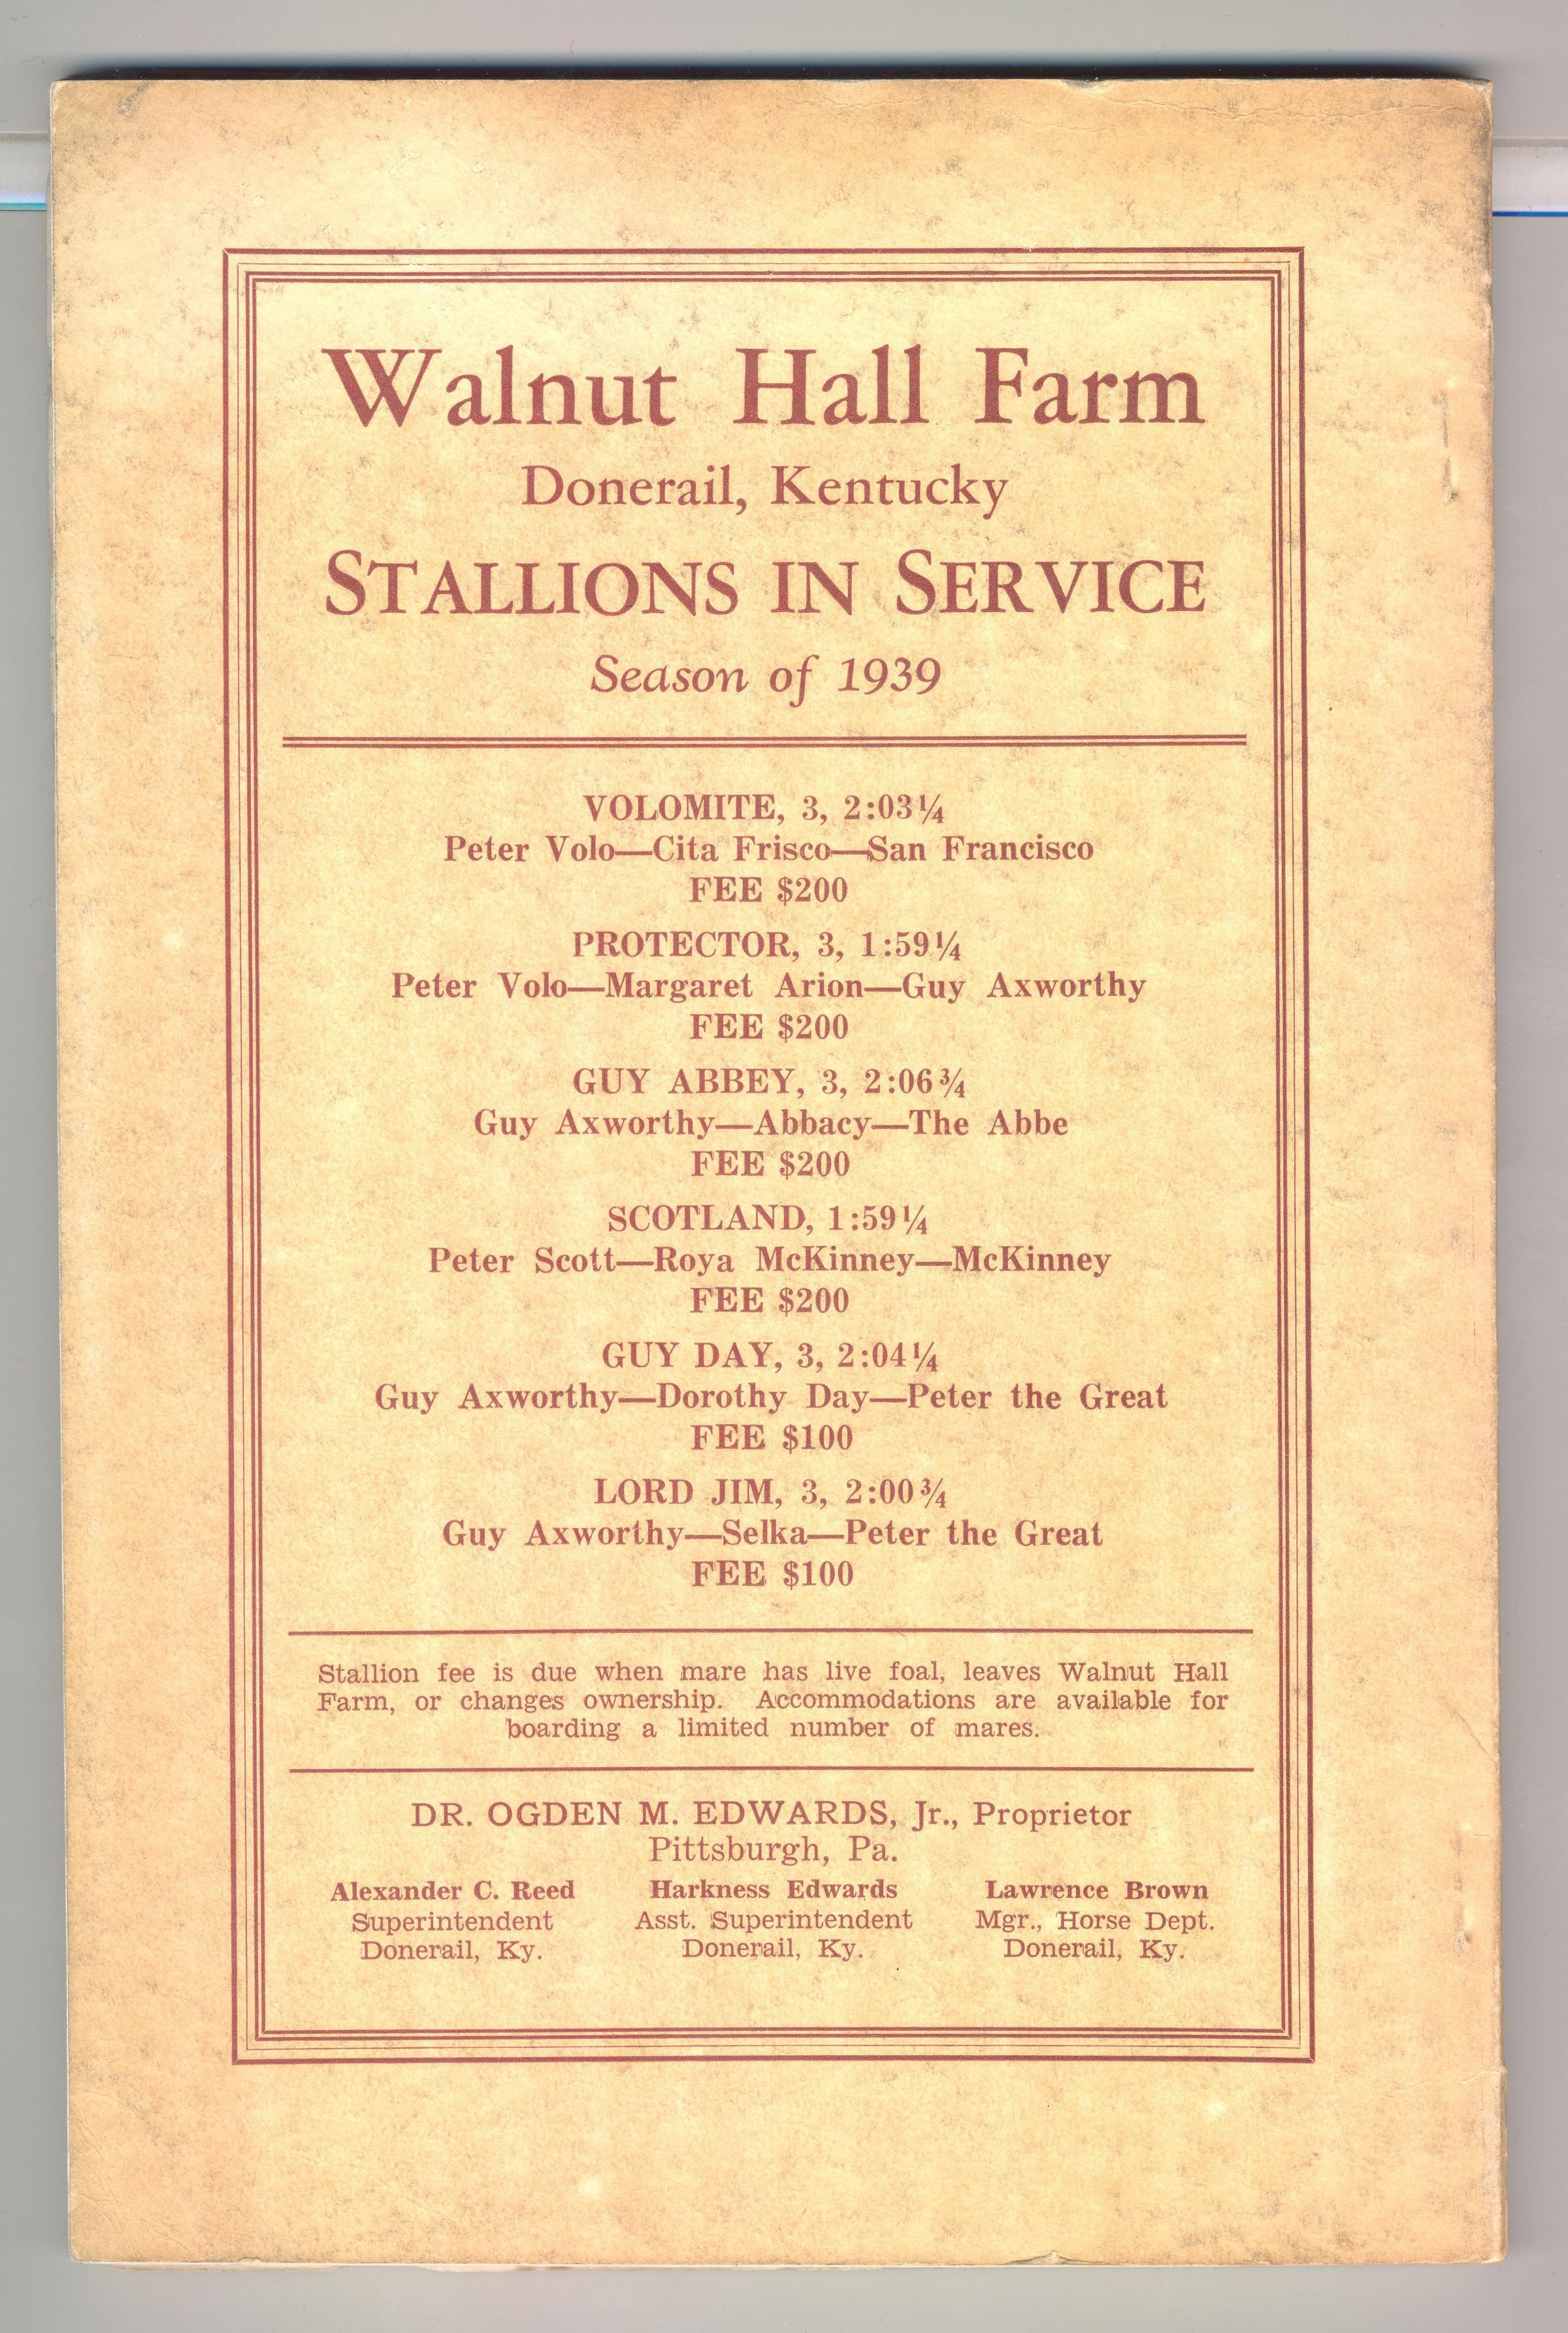 Walnut Hall Farm
Donerail, Kentucky
STALLIONS IN SERVICE
Season of 1939
VOLOMITE, 3, 2:03¼
Peter Volo—Cita Frisco—San Francisco
FEE $200
PROTECTOR, 3, 1:59¼
Peter Volo—Margaret Arion—Guy Axworthy
FEE $200
GUY ABBEY, 3, 2:06¾
Guy Axworthy—Abbacy—The Abbe
FEE $200
SCOTLAND, 1:59¼
Peter Scott—Roya McKinney—McKinney
FEE $200
GUY DAY, 3, 2:04¼
Guy Axworthy—Dorothy Day—Peter the Great
FEE $100
LORD JIM, 3, 2:00¾
Guy Axworthy—Selka—Peter the Great
FEE $100
Stallion fee is due when mare has live foal, leaves Walnut Hall
Farm, or changes ownership. Accommodations are available for
boarding a limited number of mares.
DR. OGDEN M. EDWARDS, Jr., Proprietor
Pittsburgh, Pa.
Alexander C. Reed
Superintendent
Donerail, Ky.
Harkness Edwards
Asst. Superintendent
Donerail, Ky.
Lawrence Brown
Mgr., Horse Dept.
Donerail, Ky.